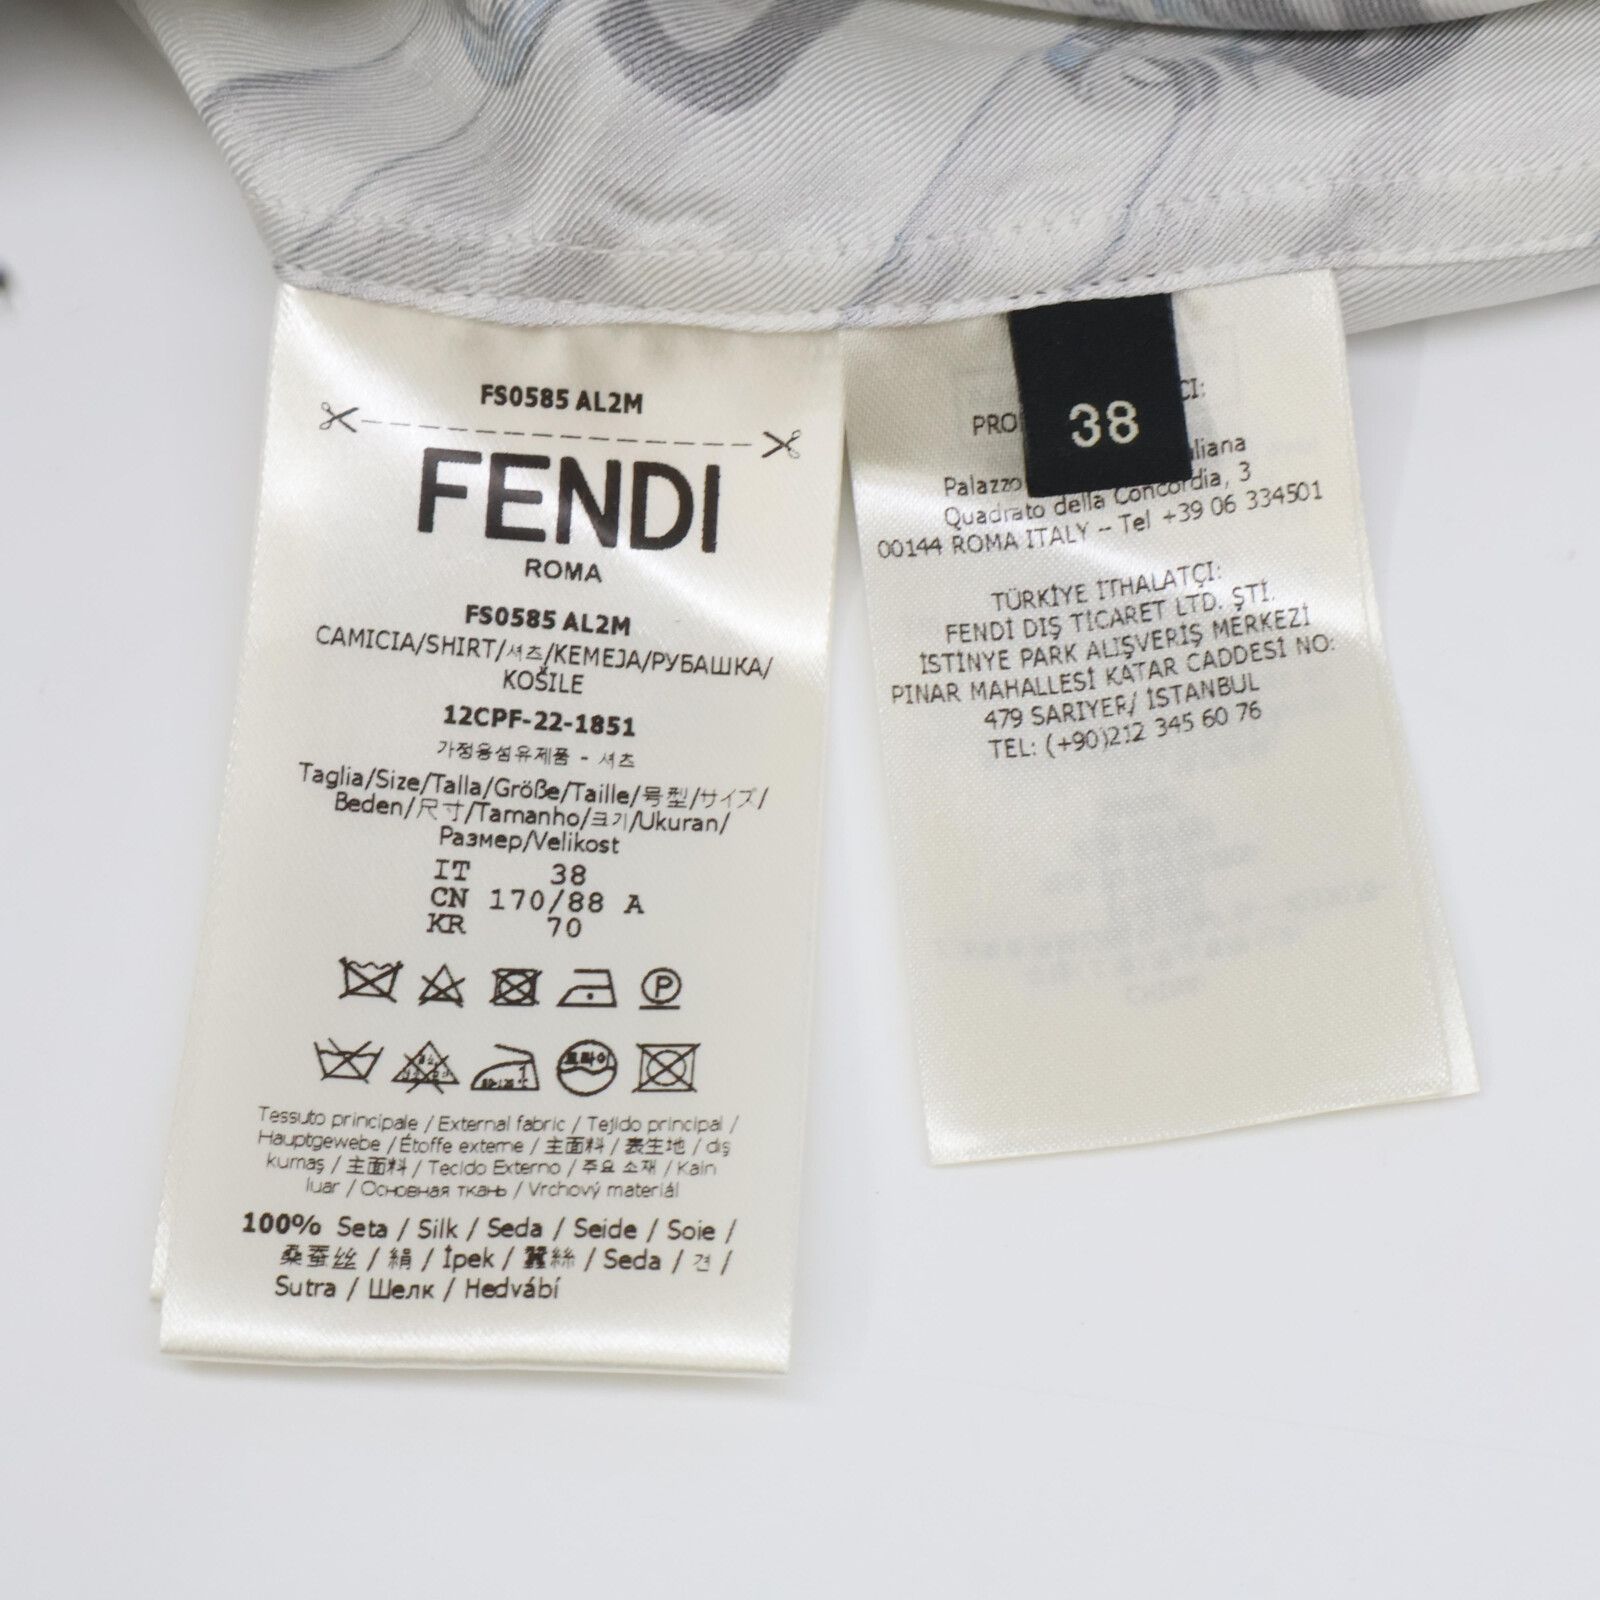 FS0585 AL2M
FENDI
ROMA
FS0585 AL2M
CAMICIA/SHIRT/셔츠/KEMEJA/РУБАШКА/
KOŠILE
12CPF-22-1851
가정용섬유제품 - 셔츠
Taglia/Size/Talla/Größe/Taille/号型/サイズ/
Beden/尺寸/Tamanho/크기/Ukuran/
Размер/Velikost
IT 38
CN 170/88 A
KR 70
P
드라이
Tessuto principale / External fabric / Tejido principal /
Hauptgewebe / Étoffe externe / 主面料 / 表生地 / dış
kumaş / 主面料 / Tecido Externo / 주요 소재 / Kain
luar / Основная ткань / Vrchový materiál
100% Seta / Silk / Seda / Seide / Soie /
桑蚕丝 / 絹 / İpek / 絲 / Seda / 견 /
Sutra / Шелк / Hedvábí
38
Palazzo
Quadrato della Concordia, 3
00144 ROMA ITALY - Tel +39 06 334501
TÜRKİYE İTHALATÇI:
FENDİ DIŞ TİCARET LTD. ŞTİ.
İSTİNYE PARK ALIŞVERİŞ MERKEZİ
PINAR MAHALLESİ KATAR CADDESİ NO:
479 SARIYER/ İSTANBUL
TEL: (+90)212 345 60 76